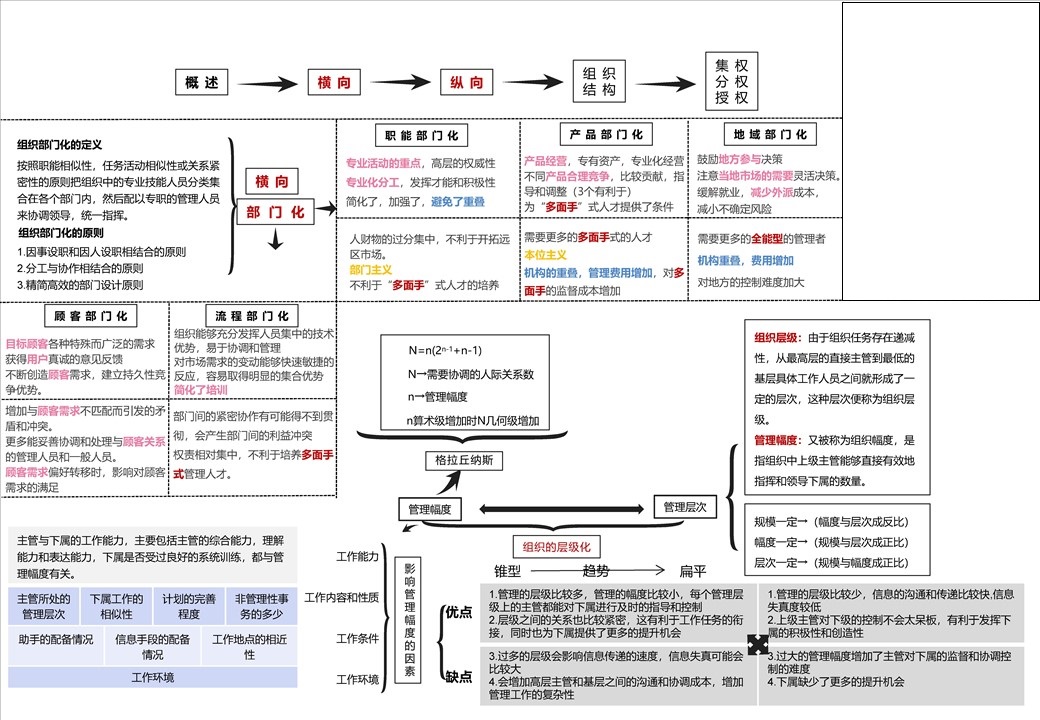 概 述
横 向
纵 向
组 织
结 构
集 权
分 权
授 权
组织部门化的定义
按照职能相似性，任务活动相似性或关系紧
密性的原则把组织中的专业技能人员分类集
合在各个部门内，然后配以专职的管理人员
来协调领导，统一指挥。
组织部门化的原则
1.因事设职和因人设职相结合的原则
2.分工与协作相结合的原则
3.精简高效的部门设计原则
横 向
部 门 化
职 能 部 门 化
专业活动的重点，高层的权威性
专业化分工，发挥才能和积极性
简化了，加强了，避免了重叠
人财物的过分集中，不利于开拓远
区市场。
部门主义
不利于“多面手”式人才的培养
产 品 部 门 化
产品经营，专有资产，专业化经营
不同产品合理竞争，比较贡献，指
导和调整（3个有利于）
为“多面手”式人才提供了条件
需要更多的多面手式的人才
本位主义
机构的重叠，管理费用增加，对多
面手的监督成本增加
地 域 部 门 化
鼓励地方参与决策
注意当地市场的需要灵活决策。
缓解就业，减少外派成本，
减小不确定风险
需要更多的全能型的管理者
机构重叠，费用增加
对地方的控制难度加大
顾 客 部 门 化
目标顾客各种特殊而广泛的需求
获得用户真诚的意见反馈
不断创造顾客需求，建立持久性竞
争优势。
增加与顾客需求不匹配而引发的矛
盾和冲突。
更多能妥善协调和处理与顾客关系
的管理人员和一般人员。
顾客需求偏好转移时，影响对顾客
需求的满足
流 程 部 门 化
组织能够充分发挥人员集中的技术
优势，易于协调和管理
对市场需求的变动能够快速敏捷的
反应，容易取得明显的集合优势
简化了培训
部门间的紧密协作有可能得不到贯
彻，会产生部门间的利益冲突
权责相对集中，不利于培养多面手
式管理人才。
N=n(2ⁿ⁻¹+n-1)
N→需要协调的人际关系数
n→管理幅度
n算术级增加时N几何级增加
格拉丘纳斯
管理幅度
管理层次
组织的层级化
锥型
趋势
扁平
组织层级：由于组织任务存在递减
性，从最高层的直接主管到最低的
基层具体工作人员之间就形成了一
定的层次，这种层次便称为组织层
级。
管理幅度：又被称为组织幅度，是
指组织中上级主管能够直接有效地
指挥和领导下属的数量。
规模一定→（幅度与层次成反比）
幅度一定→（规模与层次成正比）
层次一定→（规模与幅度成正比）
主管与下属的工作能力，主要包括主管的综合能力，理解
能力和表达能力，下属是否受过良好的系统训练，都与管
理幅度有关。
主管所处的
管理层次
下属工作的
相似性
计划的完善
程度
非管理性事
务的多少
助手的配备情况
信息手段的配备
情况
工作地点的相近
性
工作环境
工作能力
工作内容和性质
工作条件
工作环境
影响管理幅度的因素
优点
缺点
1.管理的层级比较多，管理的幅度比较小，每个管理层
级上的主管都能对下属进行及时的指导和控制
2.层级之间的关系也比较紧密，这有利于工作任务的衔
接，同时也为下属提供了更多的提升机会
1.管理的层级比较少，信息的沟通和传递比较快,信息
失真度较低
2.上级主管对下级的控制不会太呆板，有利于发挥下
属的积极性和创造性
3.过多的层级会影响信息传递的速度，信息失真可能会
比较大
4.会增加高层主管和基层之间的沟通和协调成本，增加
管理工作的复杂性
3.过大的管理幅度增加了主管对下属的监督和协调控
制的难度
4.下属缺少了更多的提升机会